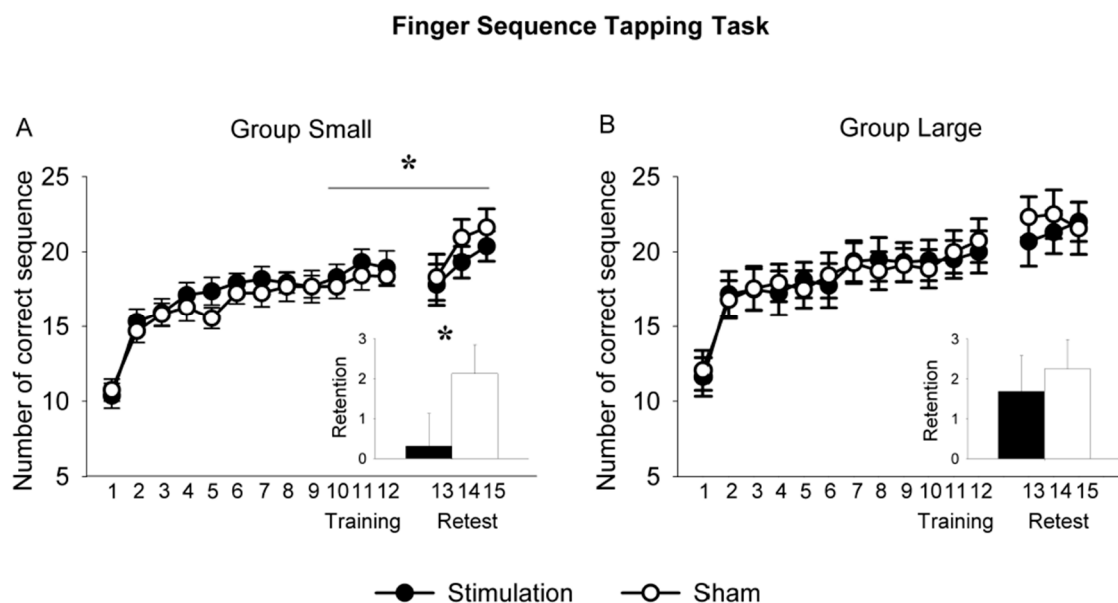 Finger Sequence Tapping Task
A
Group Small
*
Number of correct sequence
25
20
15
10
5
*
Retention
3
2
1
0
1 2 3 4 5 6 7 8 9 10 11 12 13 14 15
Training Retest
B
Group Large
Number of correct sequence
25
20
15
10
5
Retention
3
2
1
0
1 2 3 4 5 6 7 8 9 10 11 12 13 14 15
Training Retest
Stimulation Sham